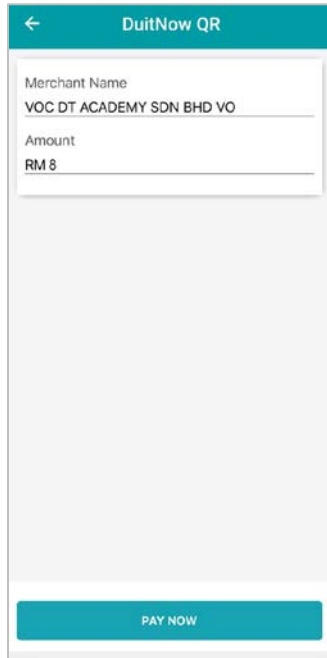 DuitNow QR
Merchant Name
VOC DT ACADEMY SDN BHD VO
Amount
RM 8
PAY NOW